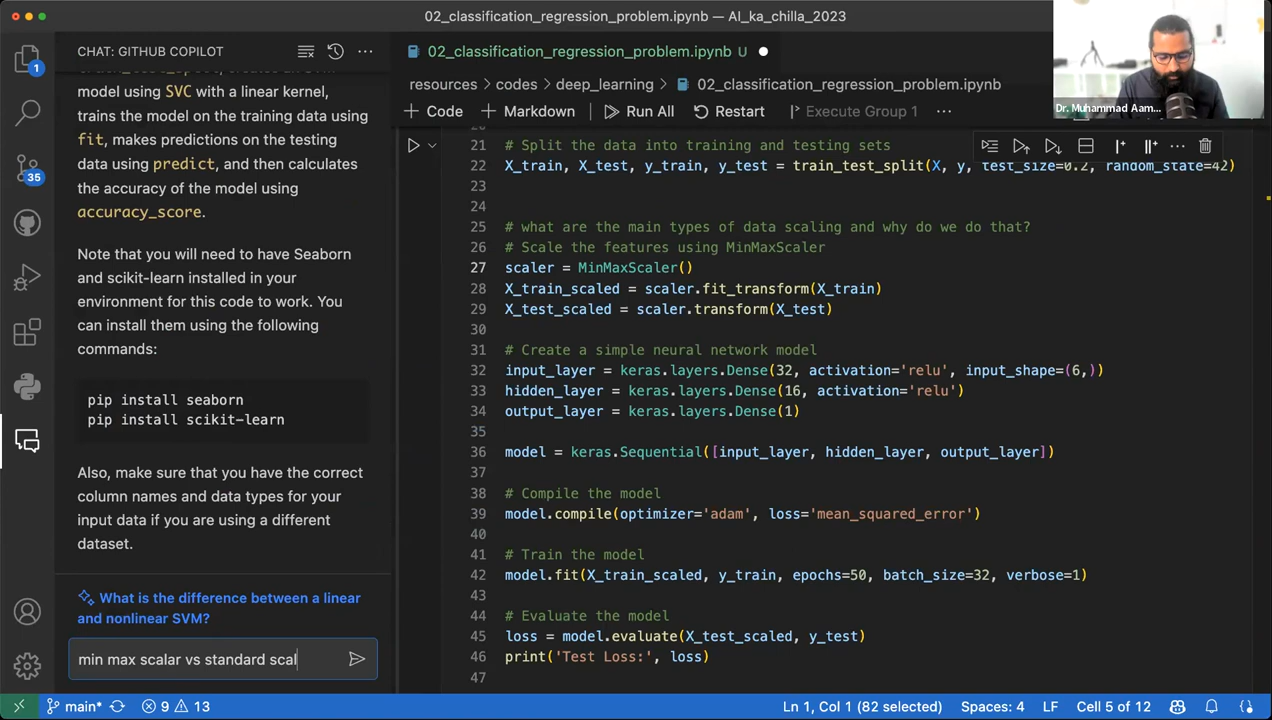 02_classification_regression_problem.ipynb — AI_ka_chilla_2023
CHAT: GITHUB COPILOT
model using SVC with a linear kernel,
trains the model on the training data using
fit, makes predictions on the testing
data using predict, and then calculates
the accuracy of the model using
accuracy_score.
Note that you will need to have Seaborn
and scikit-learn installed in your
environment for this code to work. You
can install them using the following
commands:
pip install seaborn
pip install scikit-learn
Also, make sure that you have the correct
column names and data types for your
input data if you are using a different
dataset.
What is the difference between a linear
and nonlinear SVM?
min max scalar vs standard scal
1
35
02_classification_regression_problem.ipynb U
resources > codes > deep_learning > 02_classification_regression_problem.ipynb
+ Code + Markdown Run All Restart Execute Group 1 ...
Dr. Muhammad Aam...
21 # Split the data into training and testing sets
22 X_train, X_test, y_train, y_test = train_test_split(X, y, test_size=0.2, random_state=42)
23
24
25 # what are the main types of data scaling and why do we do that?
26 # Scale the features using MinMaxScaler
27 scaler = MinMaxScaler()
28 X_train_scaled = scaler.fit_transform(X_train)
29 X_test_scaled = scaler.transform(X_test)
30
31 # Create a simple neural network model
32 input_layer = keras.layers.Dense(32, activation='relu', input_shape=(6,))
33 hidden_layer = keras.layers.Dense(16, activation='relu')
34 output_layer = keras.layers.Dense(1)
35
36 model = keras.Sequential([input_layer, hidden_layer, output_layer])
37
38 # Compile the model
39 model.compile(optimizer='adam', loss='mean_squared_error')
40
41 # Train the model
42 model.fit(X_train_scaled, y_train, epochs=50, batch_size=32, verbose=1)
43
44 # Evaluate the model
45 loss = model.evaluate(X_test_scaled, y_test)
46 print('Test Loss:', loss)
47
main* 9 13 Ln 1, Col 1 (82 selected) Spaces: 4 LF Cell 5 of 12